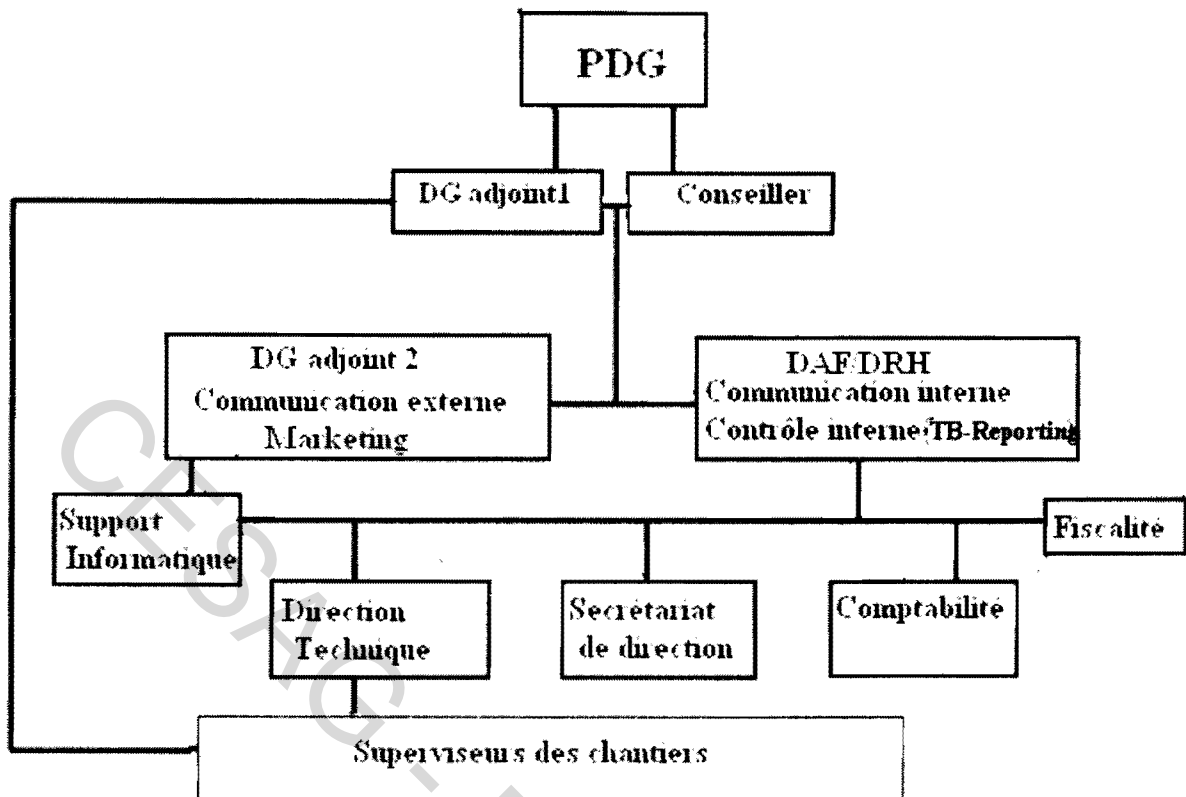 PDG
DG adjoint1
Conseiller
DG adjoint 2
Communication externe
Marketing
DAF/DRH
Communication interne
Contrôle interne(TB-Reporting)
Support
Informatique
Fiscalité
Direction
Technique
Secrétariat
de direction
Comptabilité
Superviseurs des chantiers
CESAG -